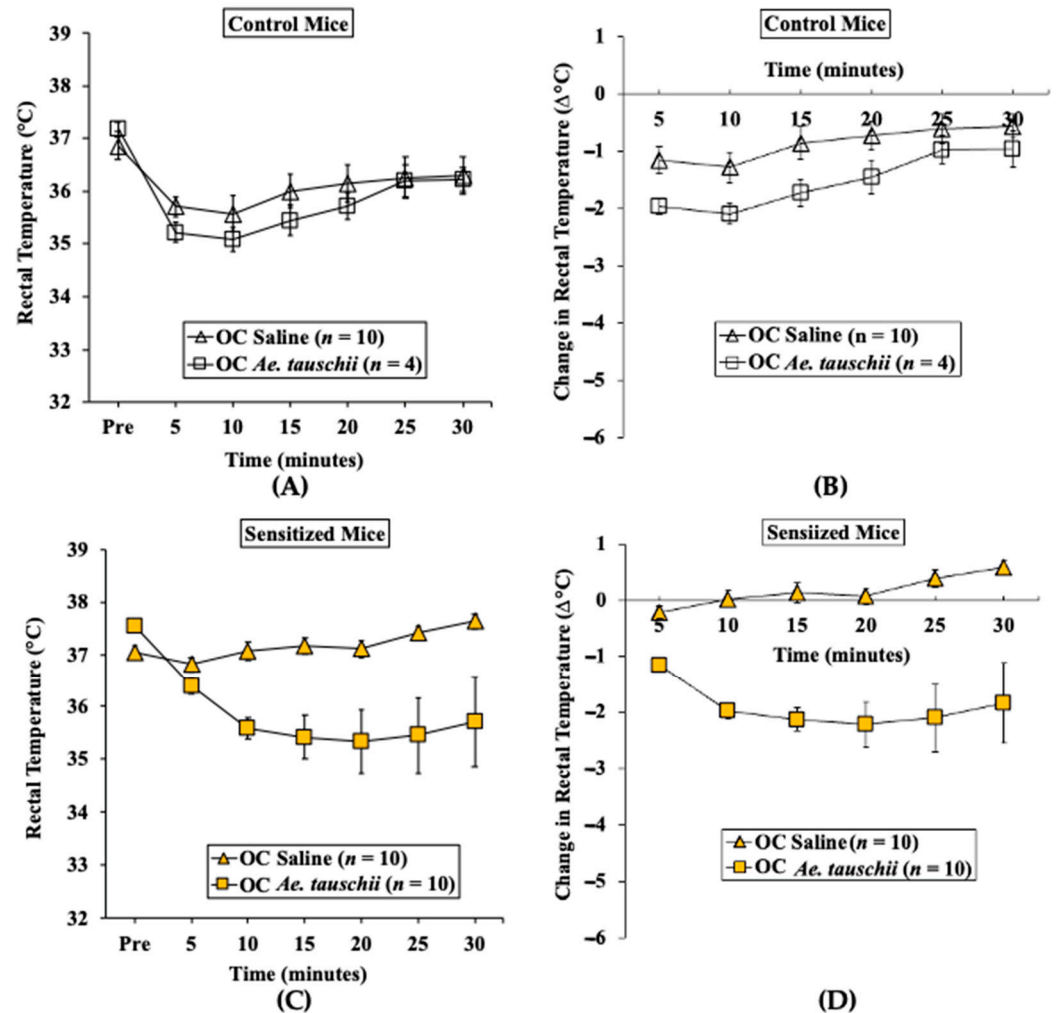 Control Mice
39
38
37
36
35
34
33
32
Rectal Temperature (°C)
OC Saline (n = 10)
OC Ae. tauschii (n = 4)
Pre 5 10 15 20 25 30
Time (minutes)
(A)
Control Mice
Time (minutes)
1
0
–1
–2
–3
–4
–5
–6
Change in Rectal Temperature (Δ°C)
5 10 15 20 25 30
OC Saline (n = 10)
OC Ae. tauschii (n = 4)
(B)
Sensitized Mice
39
38
37
36
35
34
33
32
Rectal Temperature (°C)
OC Saline (n = 10)
OC Ae. tauschii (n = 10)
Pre 5 10 15 20 25 30
Time (minutes)
(C)
Sensiized Mice
1
0
–1
–2
–3
–4
–5
–6
Change in Rectal Temperature (Δ°C)
5 10 15 20 25 30
Time (minutes)
OC Saline (n = 10)
OC Ae. tauschii (n = 10)
(D)